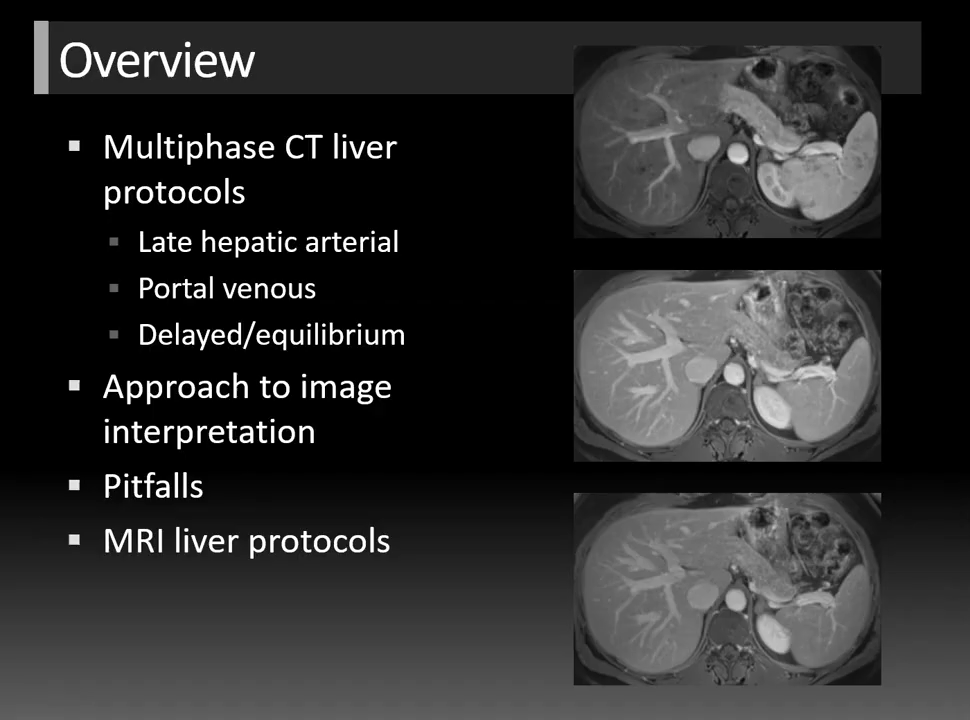 Overview
Multiphase CT liver
protocols
Late hepatic arterial
Portal venous
Delayed/equilibrium
Approach to image
interpretation
Pitfalls
MRI liver protocols